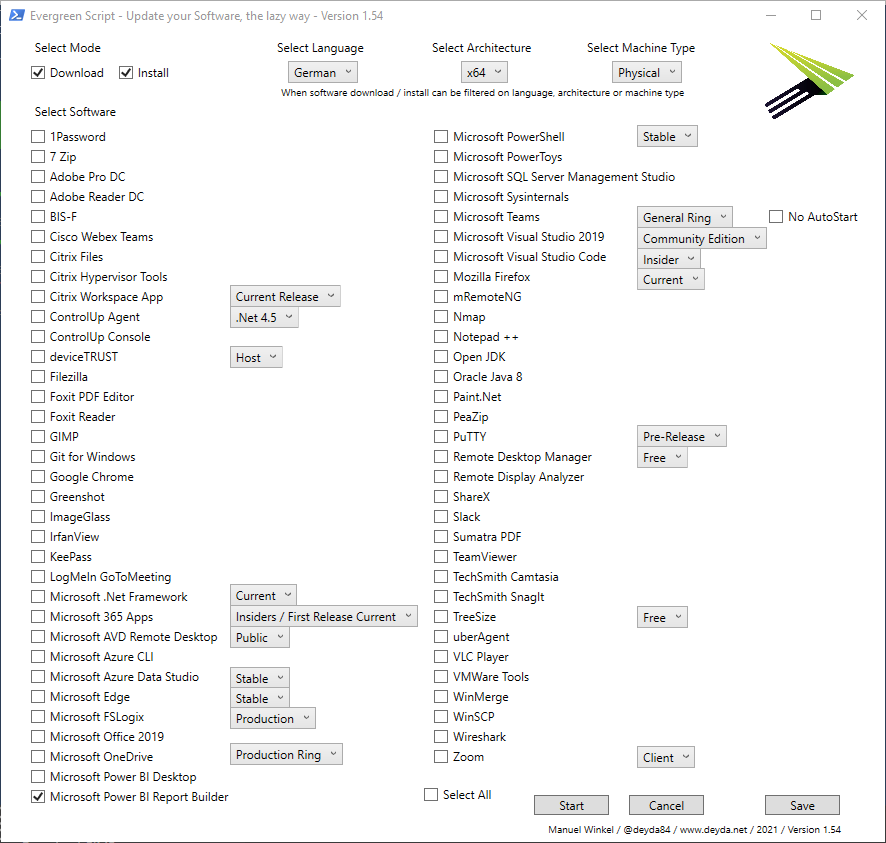 Evergreen Script - Update your Software, the lazy way - Version 1.54
Select Mode
Select Language
Select Architecture
Select Machine Type
Download
Install
German
x64
Physical
When software download / install can be filtered on language, architecture or machine type
Select Software
1Password
7 Zip
Adobe Pro DC
Adobe Reader DC
BIS-F
Cisco Webex Teams
Citrix Files
Citrix Hypervisor Tools
Citrix Workspace App Current Release
ControlUp Agent .Net 4.5
ControlUp Console
deviceTRUST Host
Filezilla
Foxit PDF Editor
Foxit Reader
GIMP
Git for Windows
Google Chrome
Greenshot
ImageGlass
IrfanView
KeePass
LogMeIn GoToMeeting
Microsoft .Net Framework Current
Microsoft 365 Apps Insiders / First Release Current
Microsoft AVD Remote Desktop Public
Microsoft Azure CLI
Microsoft Azure Data Studio Stable
Microsoft Edge Stable
Microsoft FSLogix Production
Microsoft Office 2019
Microsoft OneDrive Production Ring
Microsoft Power BI Desktop
Microsoft Power BI Report Builder
Microsoft PowerShell Stable
Microsoft PowerToys
Microsoft SQL Server Management Studio
Microsoft Sysinternals
Microsoft Teams General Ring No AutoStart
Microsoft Visual Studio 2019 Community Edition
Microsoft Visual Studio Code Insider
Mozilla Firefox Current
mRemoteNG
Nmap
Notepad ++
Open JDK
Oracle Java 8
Paint.Net
PeaZip
PuTTY Pre-Release
Remote Desktop Manager Free
Remote Display Analyzer
ShareX
Slack
Sumatra PDF
TeamViewer
TechSmith Camtasia
TechSmith SnagIt
TreeSize Free
uberAgent
VLC Player
VMWare Tools
WinMerge
WinSCP
Wireshark
Zoom Client
Select All
Start
Cancel
Save
Manuel Winkel / @deyda84 / www.deyda.net / 2021 / Version 1.54